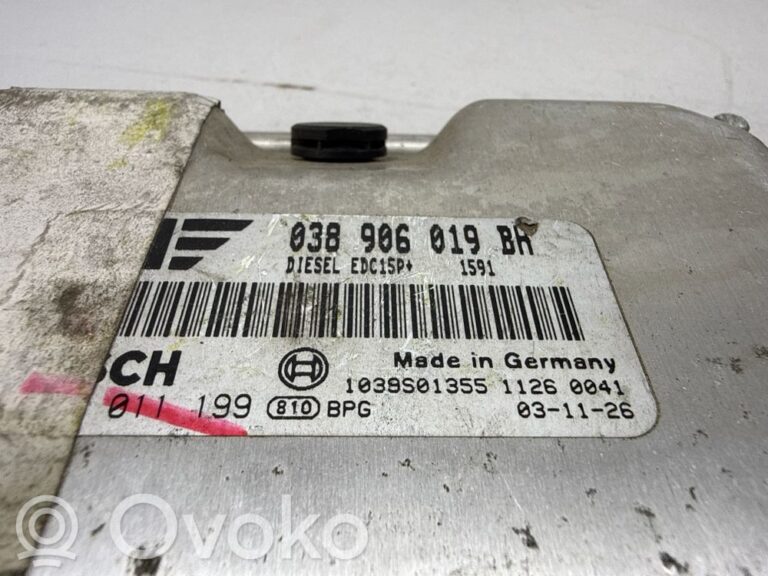 038 906 019 BH
DIESEL EDC15P+ 1591
SCH
Made in Germany
1039S01355 1126 0041
011 199 810 BPG
03-11-26
Ovoko